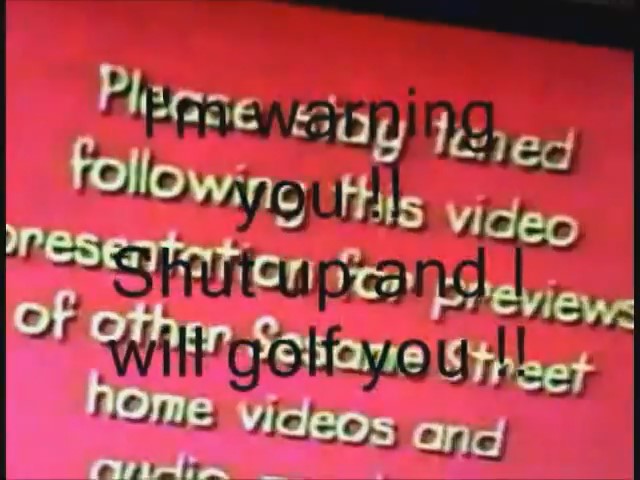 Please stay tuned
following this video
presentation for previews
of other Sesame Street
home videos and
audio
I'm warning
you !!
Shut up and I
will golf you !!